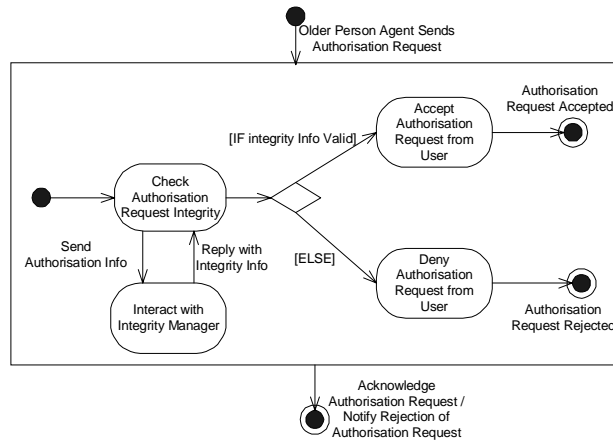 Older Person Agent Sends
Authorisation Request
Authorisation
Request Accepted
Accept
Authorisation
Request from
User
[IF integrity Info Valid]
Check
Authorisation
Request Integrity
Send
Authorisation Info
Reply with
Integrity Info
[ELSE]
Deny
Authorisation
Request from
User
Interact with
Integrity Manager
Authorisation
Request Rejected
Acknowledge
Authorisation Request /
Notify Rejection of
Authorisation Request